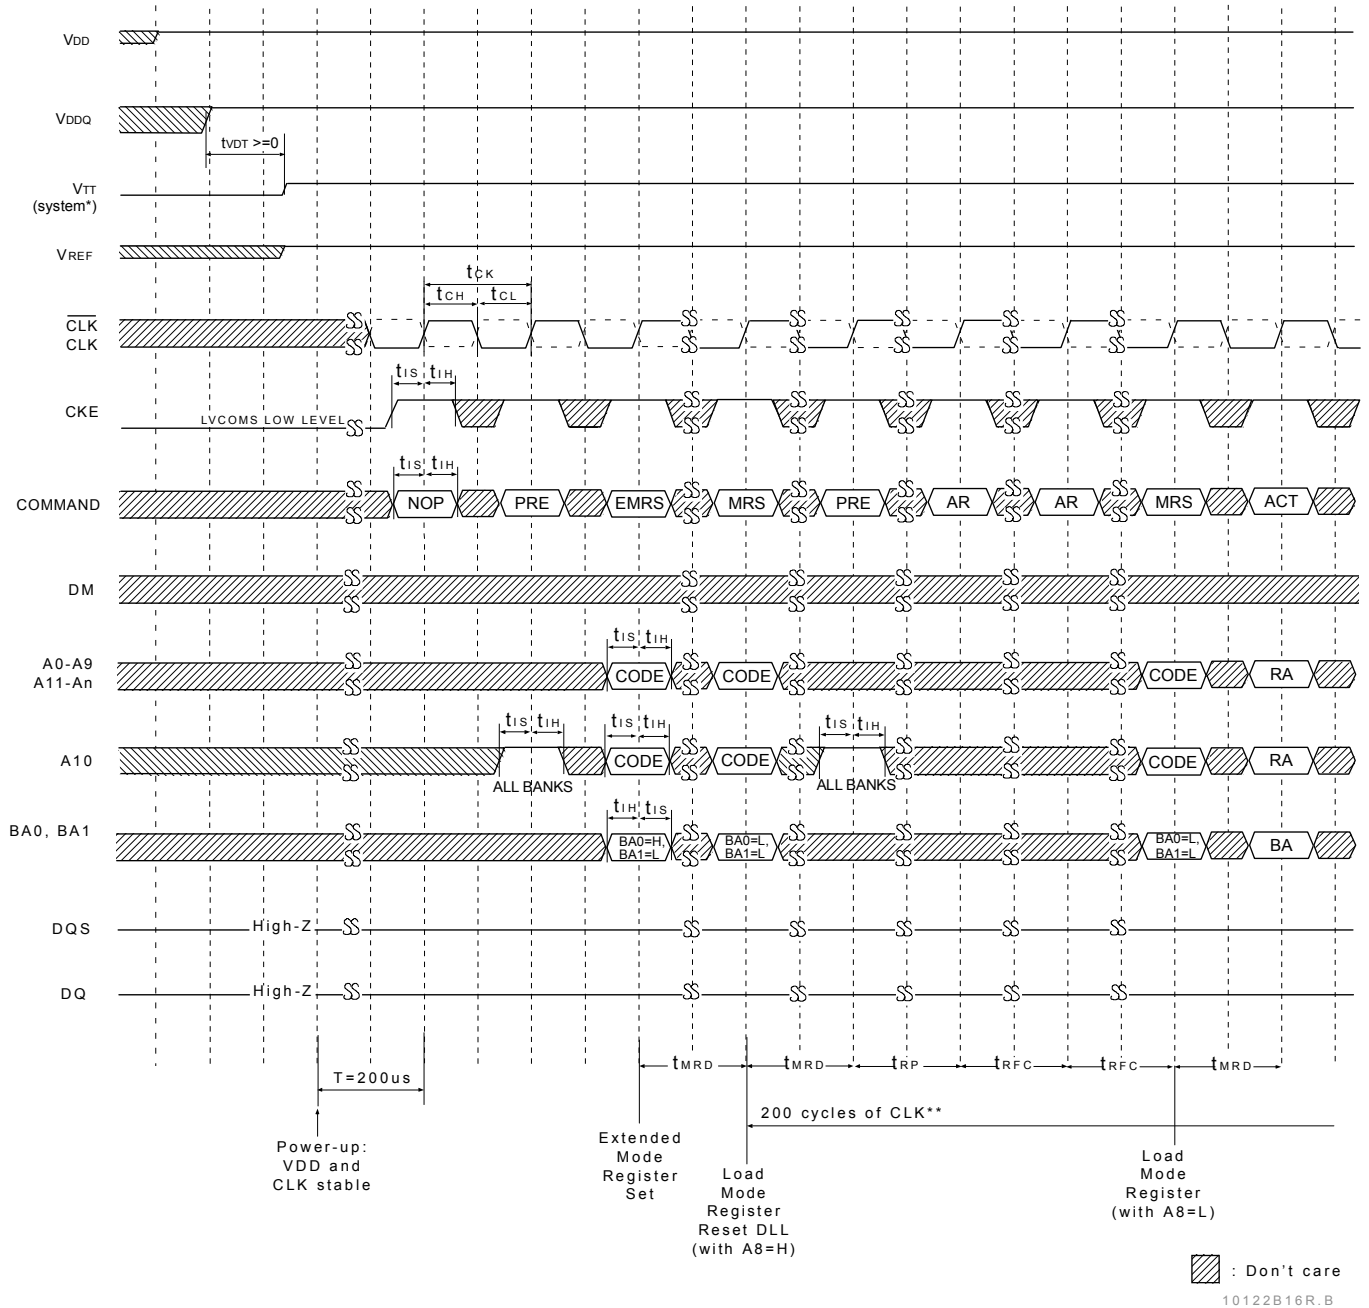 VDD
VDDQ
tVDT >=0
VTT
(system*)
VREF
tCK
tCH tCL
CLK
CLK
tIS tIH
CKE
LVCOMS LOW LEVEL
tIS tIH
COMMAND NOP PRE EMRS MRS PRE AR AR MRS ACT
DM
tIS tIH
A0-A9
A11-An
CODE CODE CODE RA
tIS tIH tIS tIH tIS tIH
A10 CODE CODE CODE RA
ALL BANKS ALL BANKS
tIH tIS
BA0, BA1
BA0=H, BA0=L, BA0=L,
BA1=L BA1=L BA1=L
BA
DQS High-Z
DQ High-Z
tMRD tMRD tRP tRFC tRFC tMRD
T=200us
200 cycles of CLK**
Power-up:
VDD and
CLK stable
Extended
Mode
Register
Set
Load
Mode
Register
Reset DLL
(with A8=H)
Load
Mode
Register
(with A8=L)
: Don't care
10122B16R.B